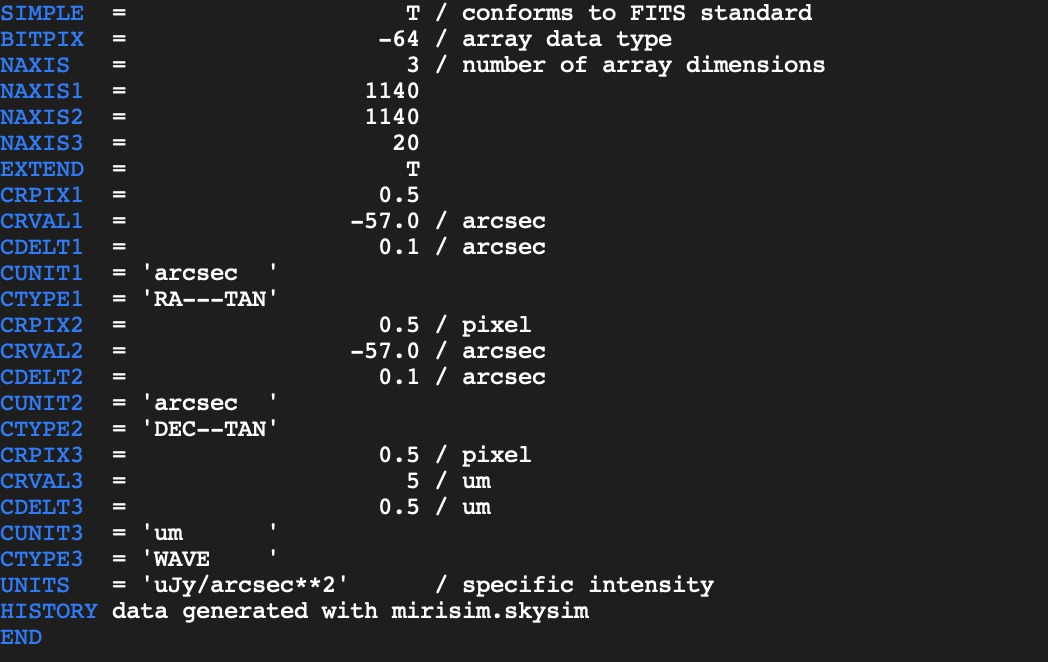 SIMPLE  =                    T / conforms to FITS standard
BITPIX  =                  -64 / array data type
NAXIS   =                    3 / number of array dimensions
NAXIS1  =                 1140
NAXIS2  =                 1140
NAXIS3  =                   20
EXTEND  =                    T
CRPIX1  =                  0.5
CRVAL1  =                -57.0 / arcsec
CDELT1  =                  0.1 / arcsec
CUNIT1  = 'arcsec  '
CTYPE1  = 'RA---TAN'
CRPIX2  =                  0.5 / pixel
CRVAL2  =                -57.0 / arcsec
CDELT2  =                  0.1 / arcsec
CUNIT2  = 'arcsec  '
CTYPE2  = 'DEC--TAN'
CRPIX3  =                  0.5 / pixel
CRVAL3  =                    5 / um
CDELT3  =                  0.5 / um
CUNIT3  = 'um      '
CTYPE3  = 'WAVE    '
UNITS   = 'uJy/arcsec**2'      / specific intensity
HISTORY data generated with mirisim.skysim
END